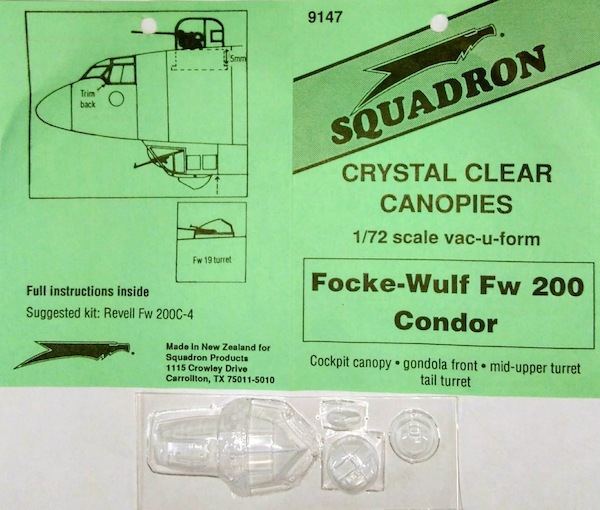 5mm
Trim
back
Fw 19 turret
Full instructions inside
Suggested kit: Revell Fw 200C-4
Made In New Zealand for
Squadron Products
1115 Crowley Drive
Carrollton, TX 75011-5010
9147
SQUADRON
CRYSTAL CLEAR
CANOPIES
1/72 scale vac-u-form
Focke-Wulf Fw 200
Condor
Cockpit canopy • gondola front • mid-upper turret
tail turret